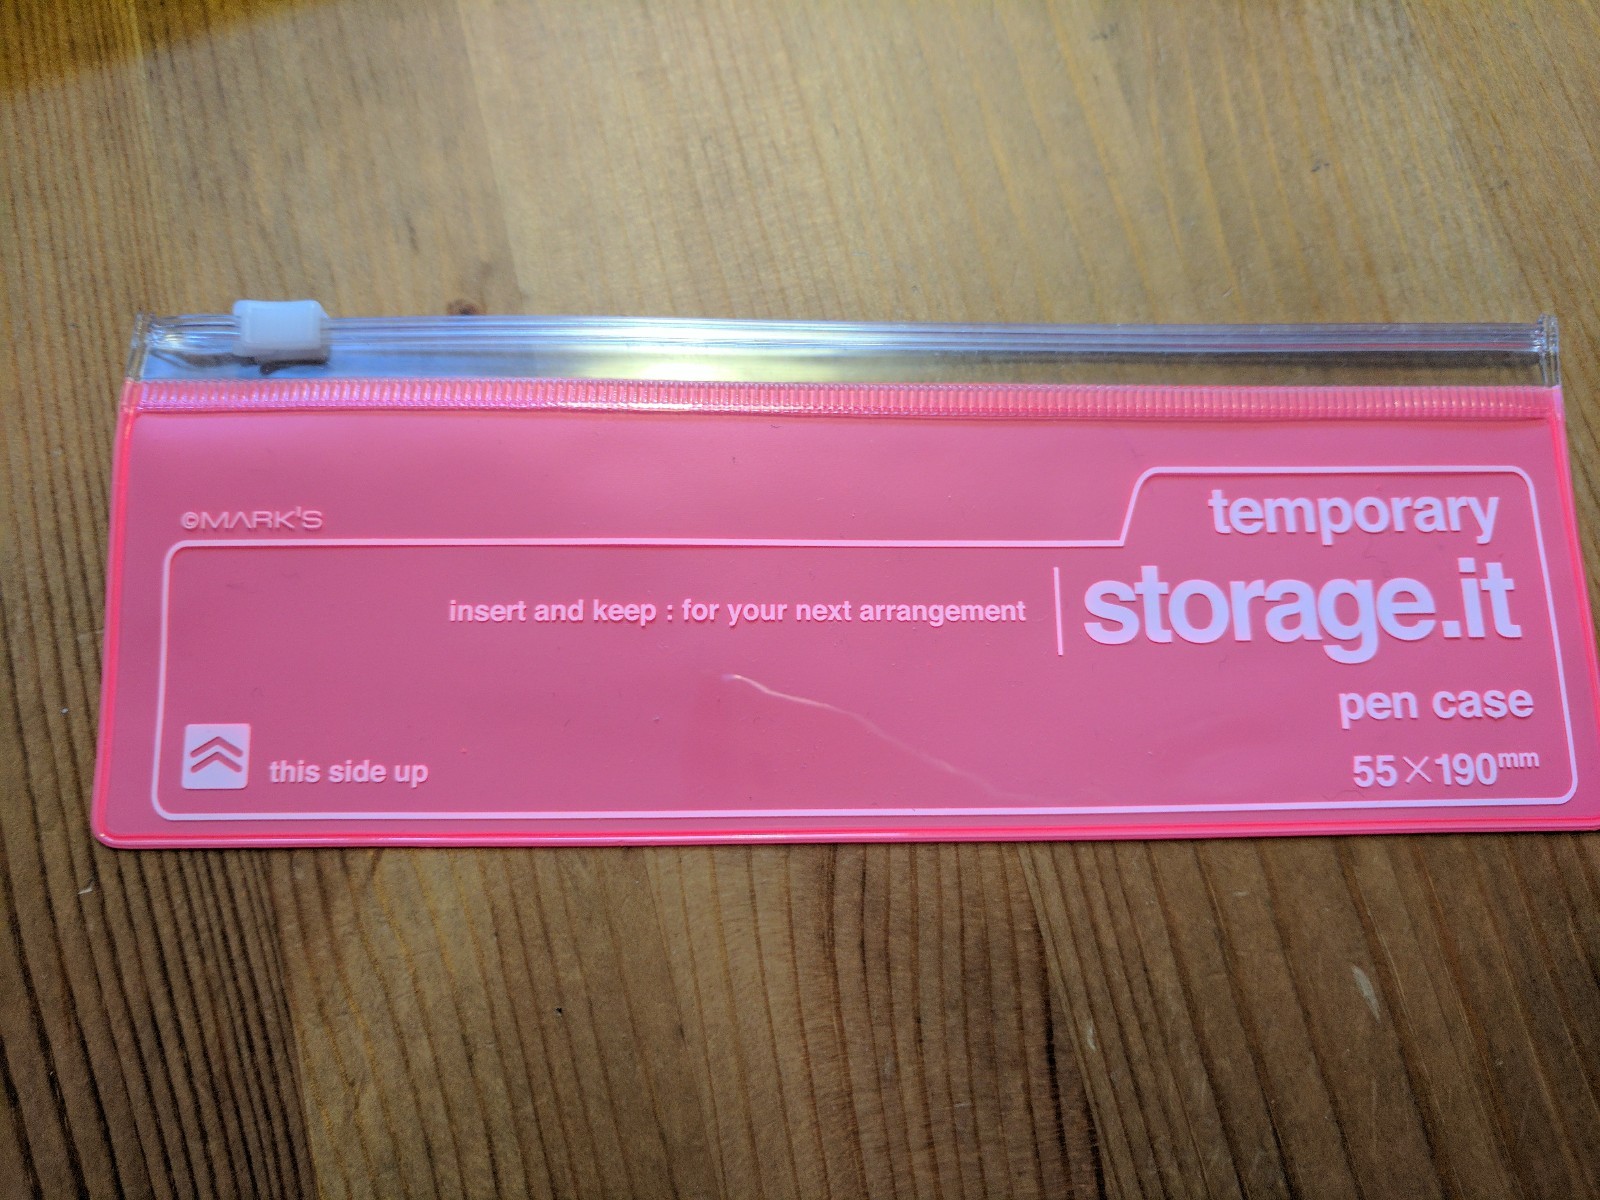 ©MARK'S
temporary
storage.it
insert and keep : for your next arrangement
pen case
this side up
55×190mm